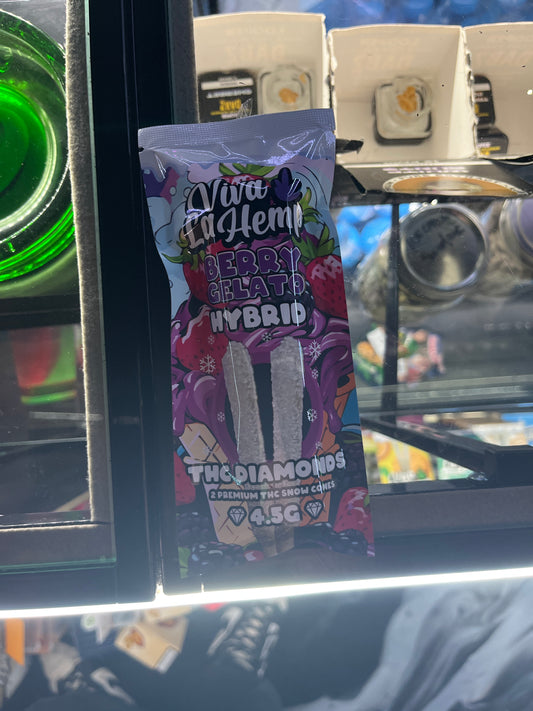 Viva
La Hemp
BERRY
GELATO
HYBRID
THC DIAMONDS
2 PREMIUM THC SNOW CONES
4.5G